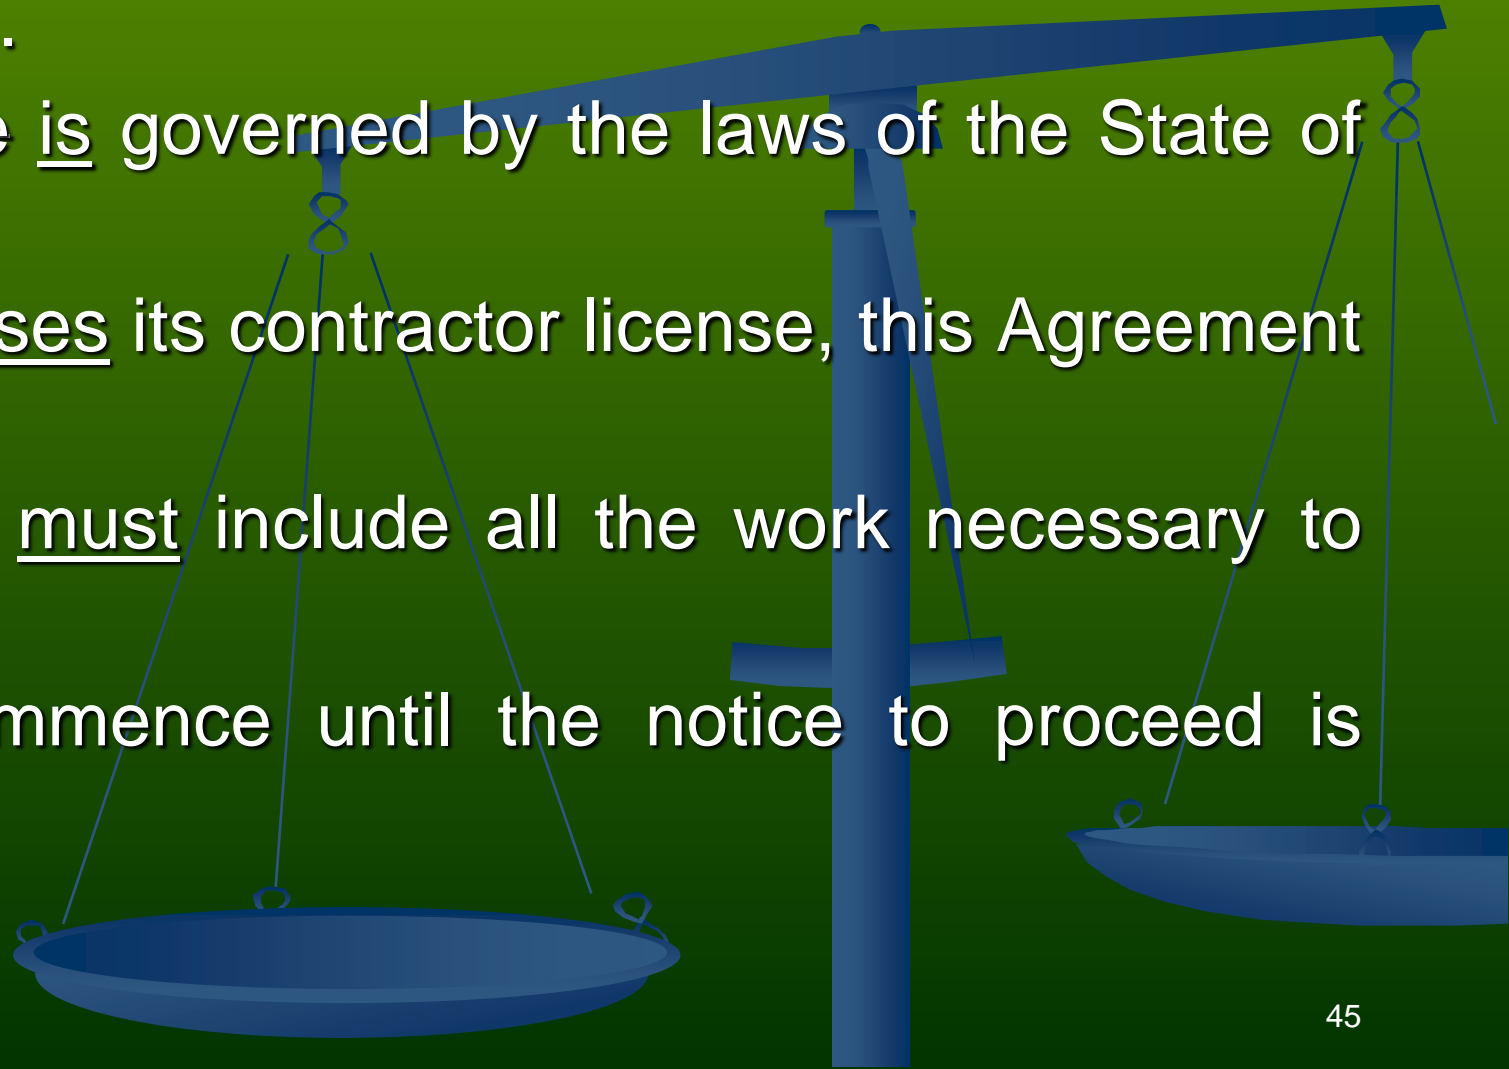 .
e is governed by the laws of the State of
ses its contractor license, this Agreement
must include all the work necessary to
mmence until the notice to proceed is
45